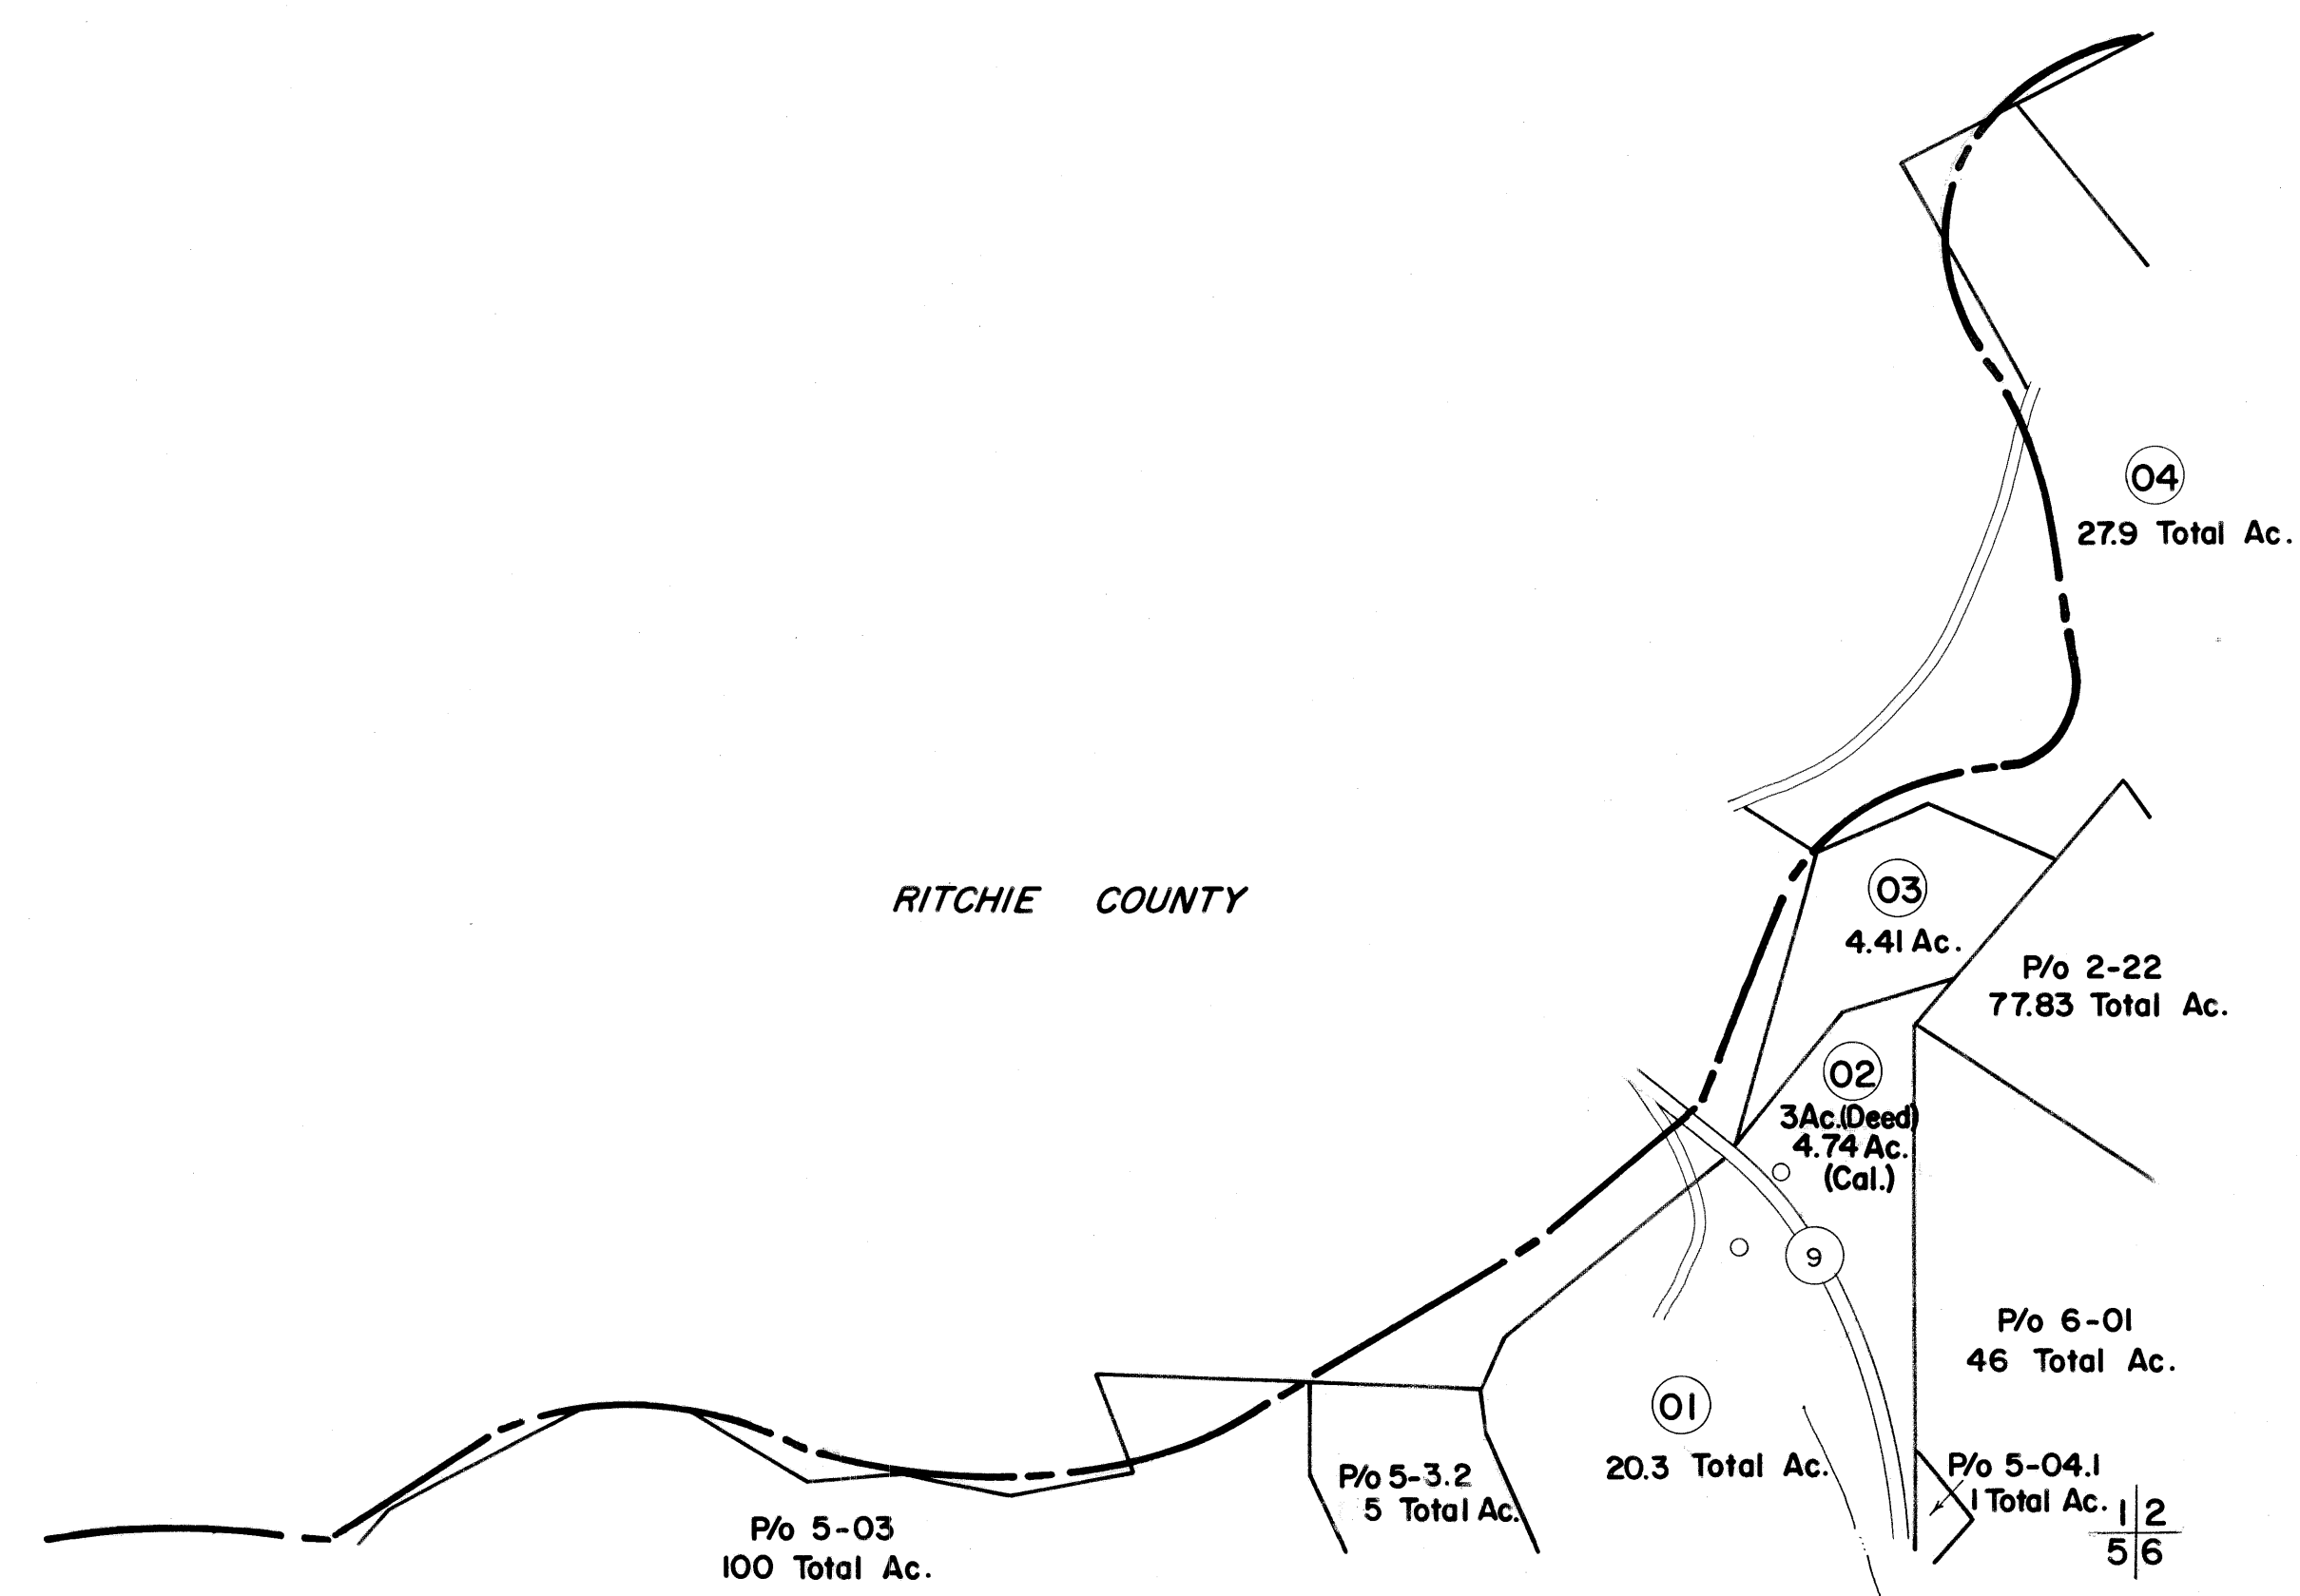 04
27.9 Total Ac.
RITCHIE COUNTY
03
4.41 Ac.
P/o 2-22
77.83 Total Ac.
02
3Ac.(Deed)
4.74 Ac.
(Cal.)
9
P/o 6-01
46 Total Ac.
01
20.3 Total Ac.
P/o 5-3.2
5 Total Ac.
P/o 5-04.1
1 Total Ac.
1 2
5 6
P/o 5-03
100 Total Ac.